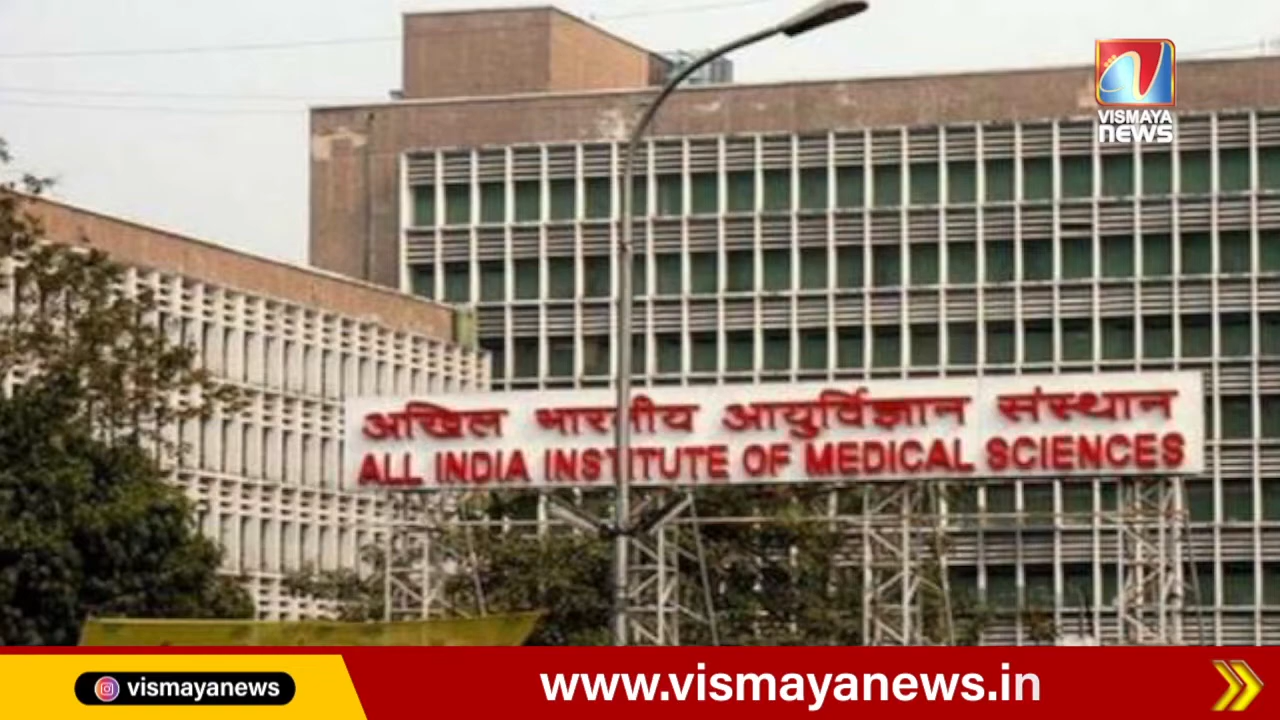 VISMAYA
NEWS
अखिल भारतीय आयुर्विज्ञान संस्थान
ALL INDIA INSTITUTE OF MEDICAL SCIENCES
vismayanews
www.vismayanews.in